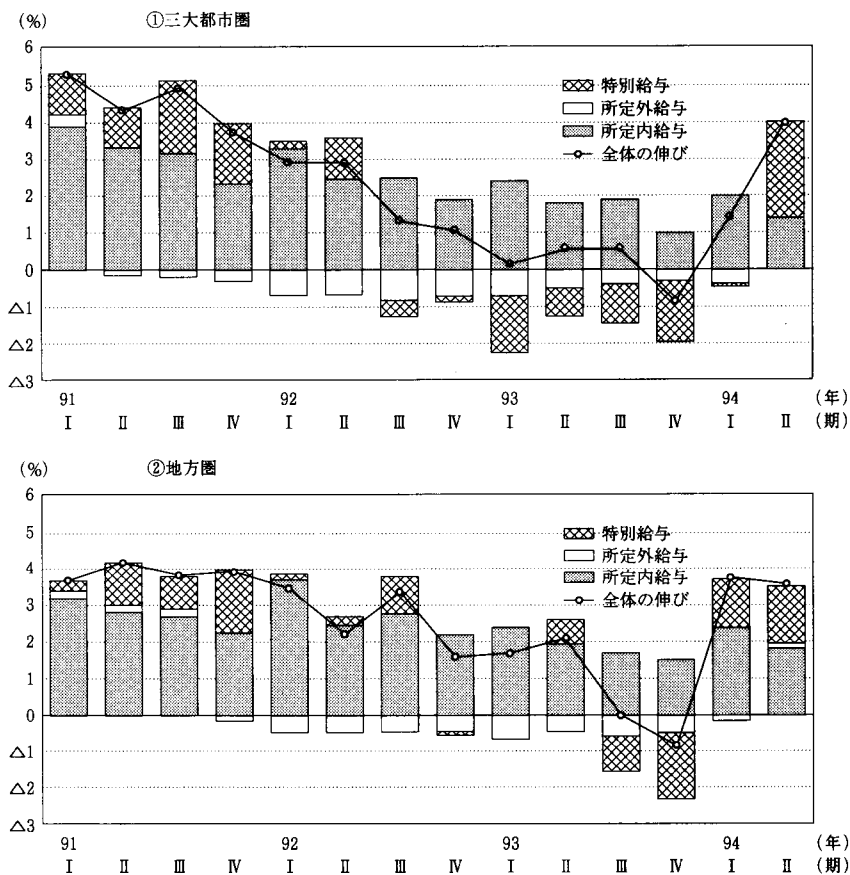 (%)
①三大都市圏
6
5
4
3
2
1
0
△1
△2
△3
特別給与
所定外給与
所定内給与
全体の伸び
91 92 93 94 (年)
Ⅰ Ⅱ Ⅲ Ⅳ Ⅰ Ⅱ Ⅲ Ⅳ Ⅰ Ⅱ Ⅲ Ⅳ Ⅰ Ⅱ (期)
(%)
②地方圏
6
5
4
3
2
1
0
△1
△2
△3
特別給与
所定外給与
所定内給与
全体の伸び
91 92 93 94 (年)
Ⅰ Ⅱ Ⅲ Ⅳ Ⅰ Ⅱ Ⅲ Ⅳ Ⅰ Ⅱ Ⅲ Ⅳ Ⅰ Ⅱ (期)